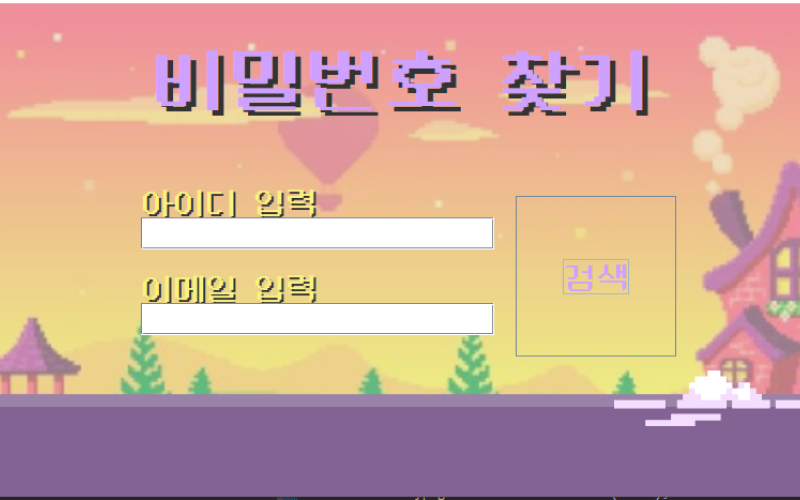 비밀번호 찾기
아이디 입력
이메일 입력
검색